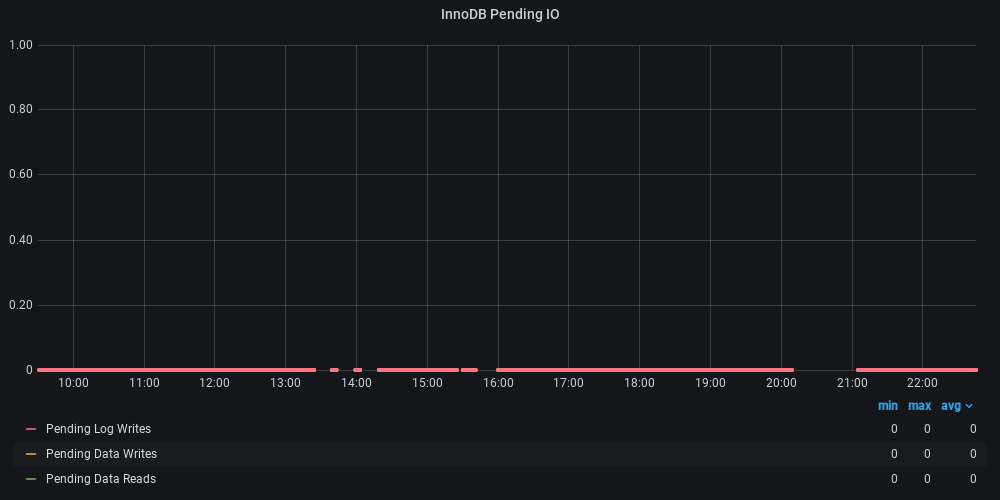 InnoDB Pending IO
1.00
0.80
0.60
0.40
0.20
0
10:00 11:00 12:00 13:00 14:00 15:00 16:00 17:00 18:00 19:00 20:00 21:00 22:00
min max avg
Pending Log Writes 0 0 0
Pending Data Writes 0 0 0
Pending Data Reads 0 0 0